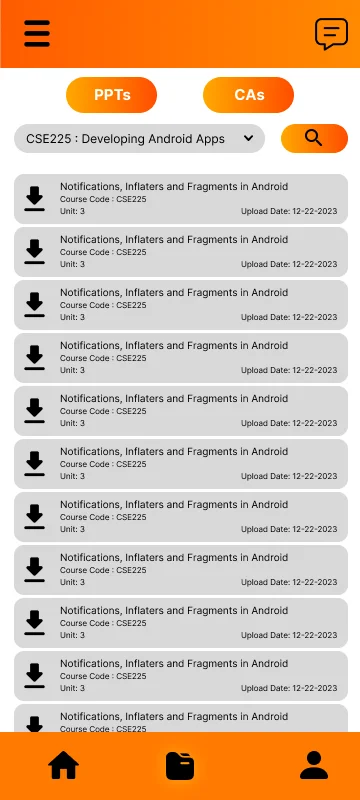 PPTs
CAs
CSE225 : Developing Android Apps
Notifications, Inflaters and Fragments in Android
Course Code : CSE225
Unit: 3
Upload Date: 12-22-2023
Notifications, Inflaters and Fragments in Android
Course Code : CSE225
Unit: 3
Upload Date: 12-22-2023
Notifications, Inflaters and Fragments in Android
Course Code : CSE225
Unit: 3
Upload Date: 12-22-2023
Notifications, Inflaters and Fragments in Android
Course Code : CSE225
Unit: 3
Upload Date: 12-22-2023
Notifications, Inflaters and Fragments in Android
Course Code : CSE225
Unit: 3
Upload Date: 12-22-2023
Notifications, Inflaters and Fragments in Android
Course Code : CSE225
Unit: 3
Upload Date: 12-22-2023
Notifications, Inflaters and Fragments in Android
Course Code : CSE225
Unit: 3
Upload Date: 12-22-2023
Notifications, Inflaters and Fragments in Android
Course Code : CSE225
Unit: 3
Upload Date: 12-22-2023
Notifications, Inflaters and Fragments in Android
Course Code : CSE225
Unit: 3
Upload Date: 12-22-2023
Notifications, Inflaters and Fragments in Android
Course Code : CSE225
Unit: 3
Upload Date: 12-22-2023
Notifications, Inflaters and Fragments in Android
Course Code : CSE225